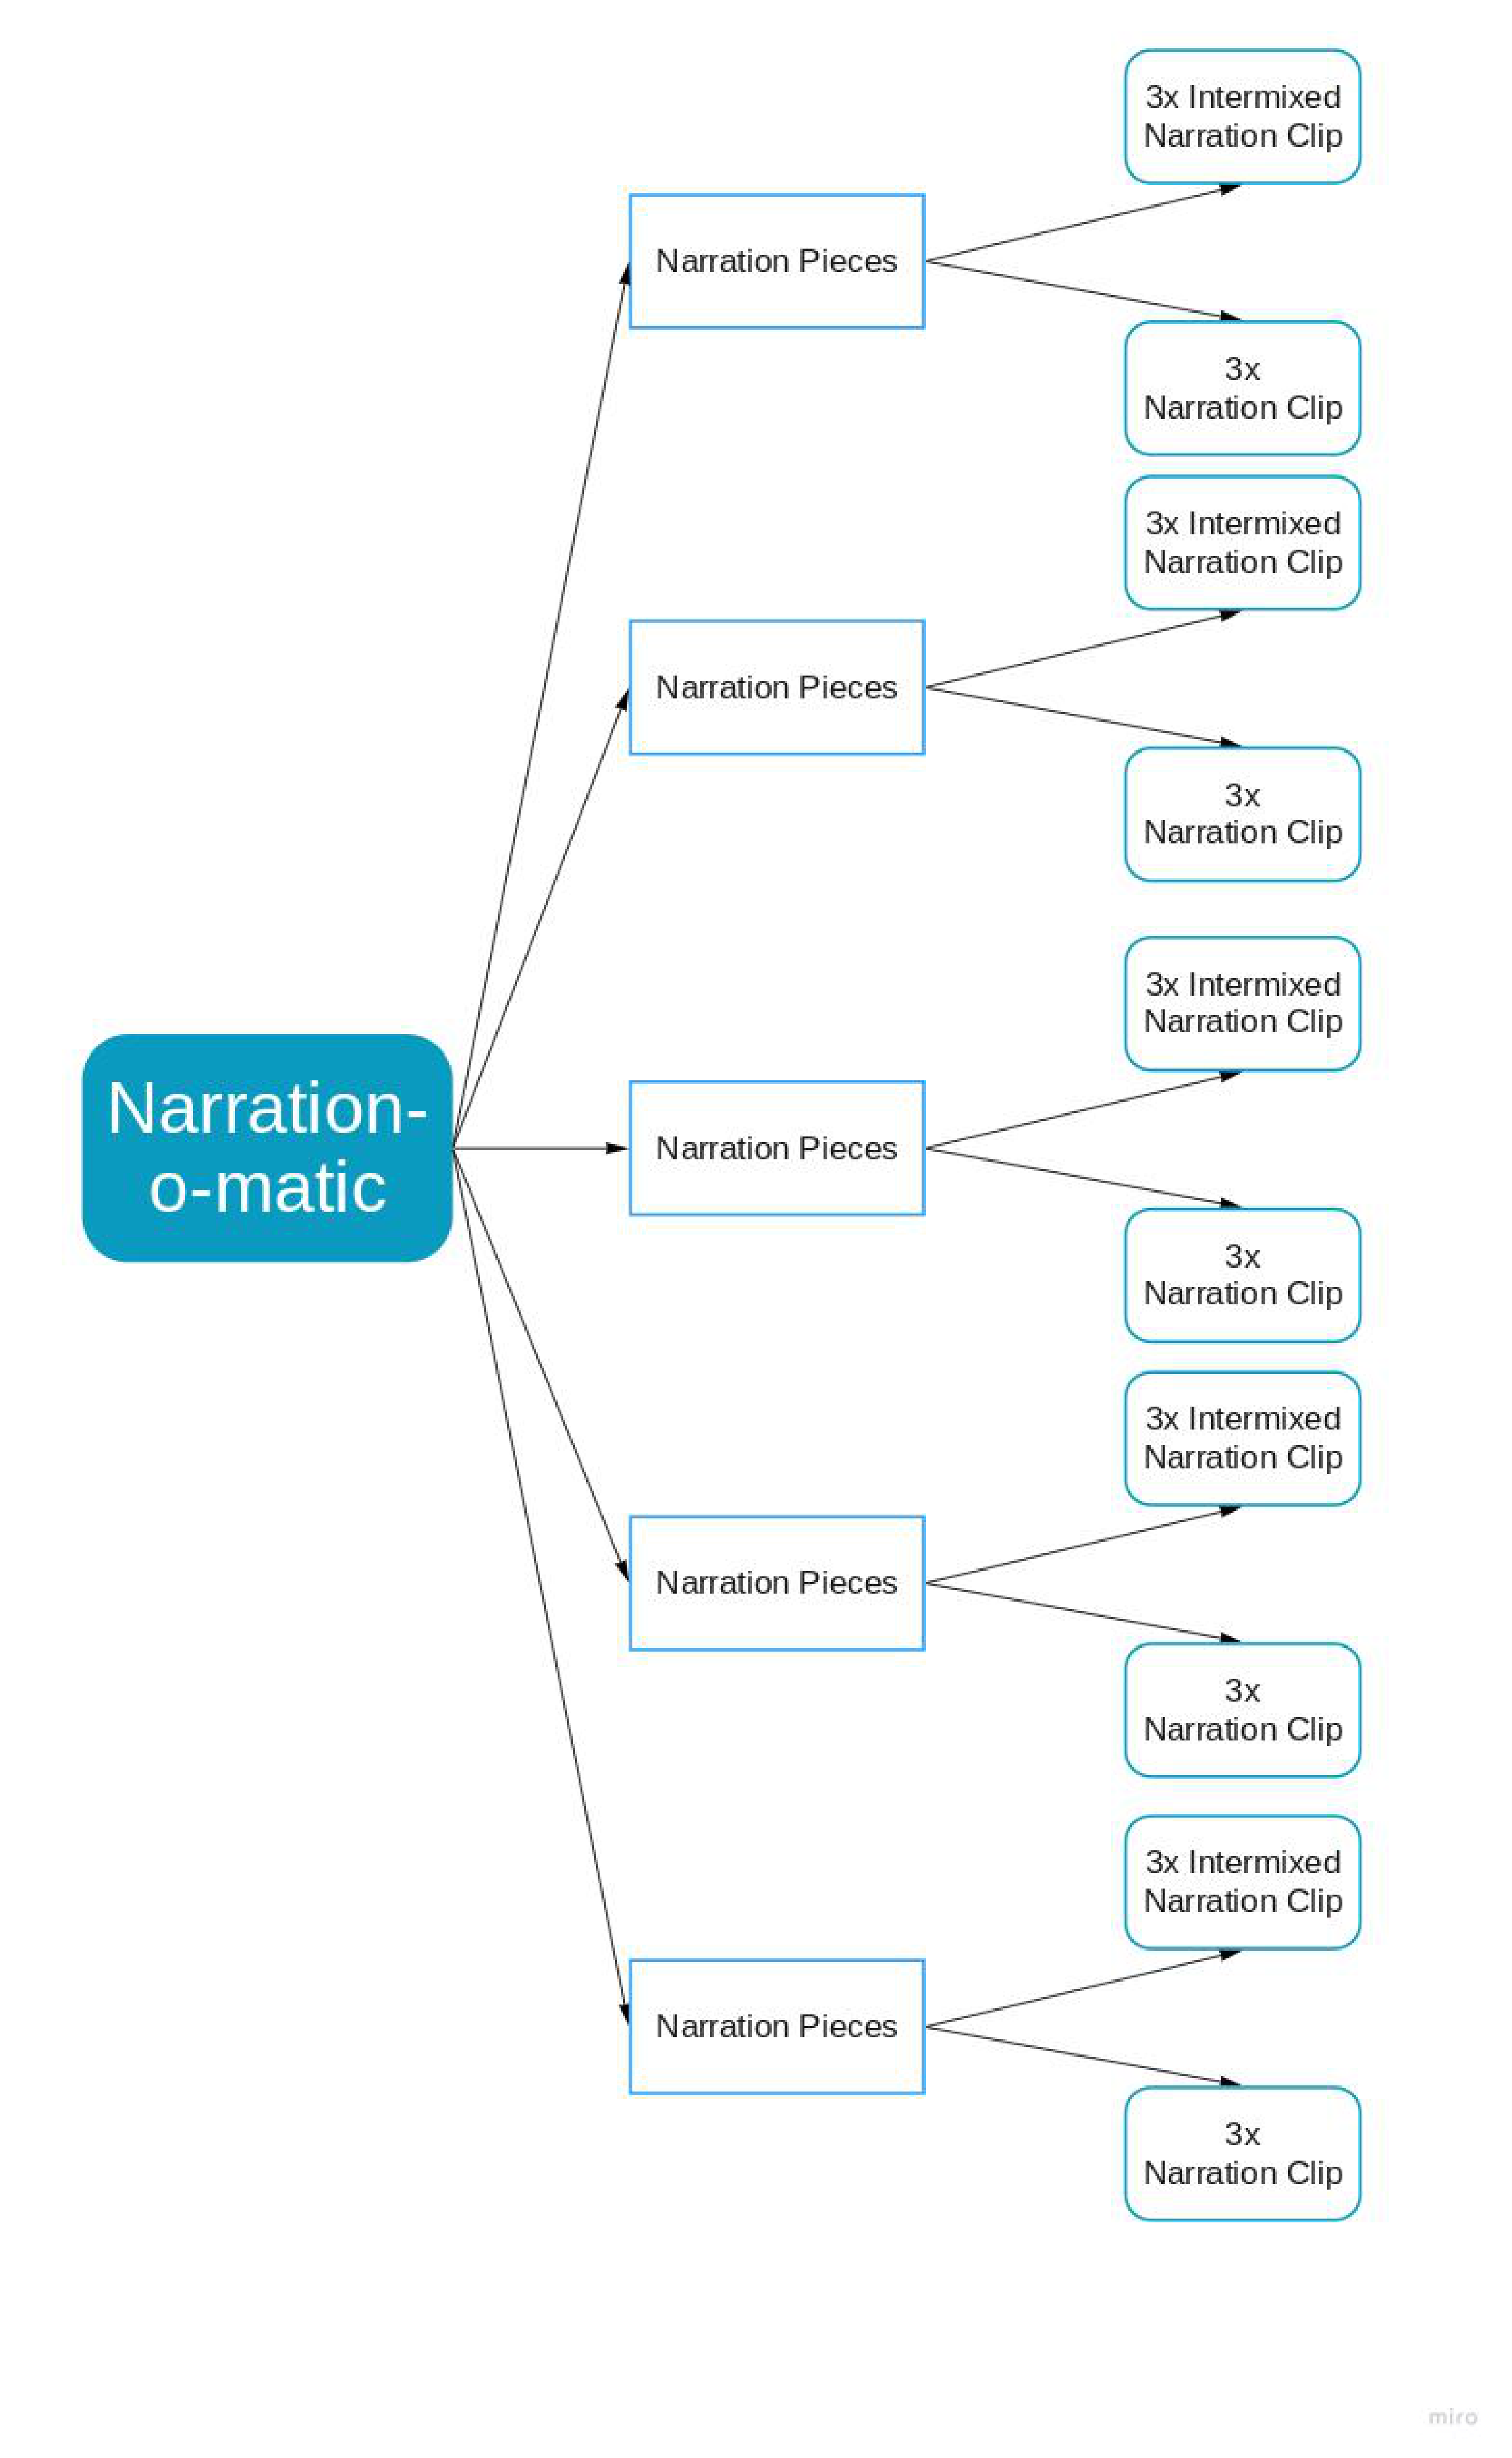 3x Intermixed
Narration Clip
Narration Pieces
3x
Narration Clip
3x Intermixed
Narration Clip
Narration Pieces
3x
Narration Clip
3x Intermixed
Narration Clip
Narration-
o-matic
Narration Pieces
3x
Narration Clip
3x Intermixed
Narration Clip
Narration Pieces
3x
Narration Clip
3x Intermixed
Narration Clip
Narration Pieces
3x
Narration Clip
miro